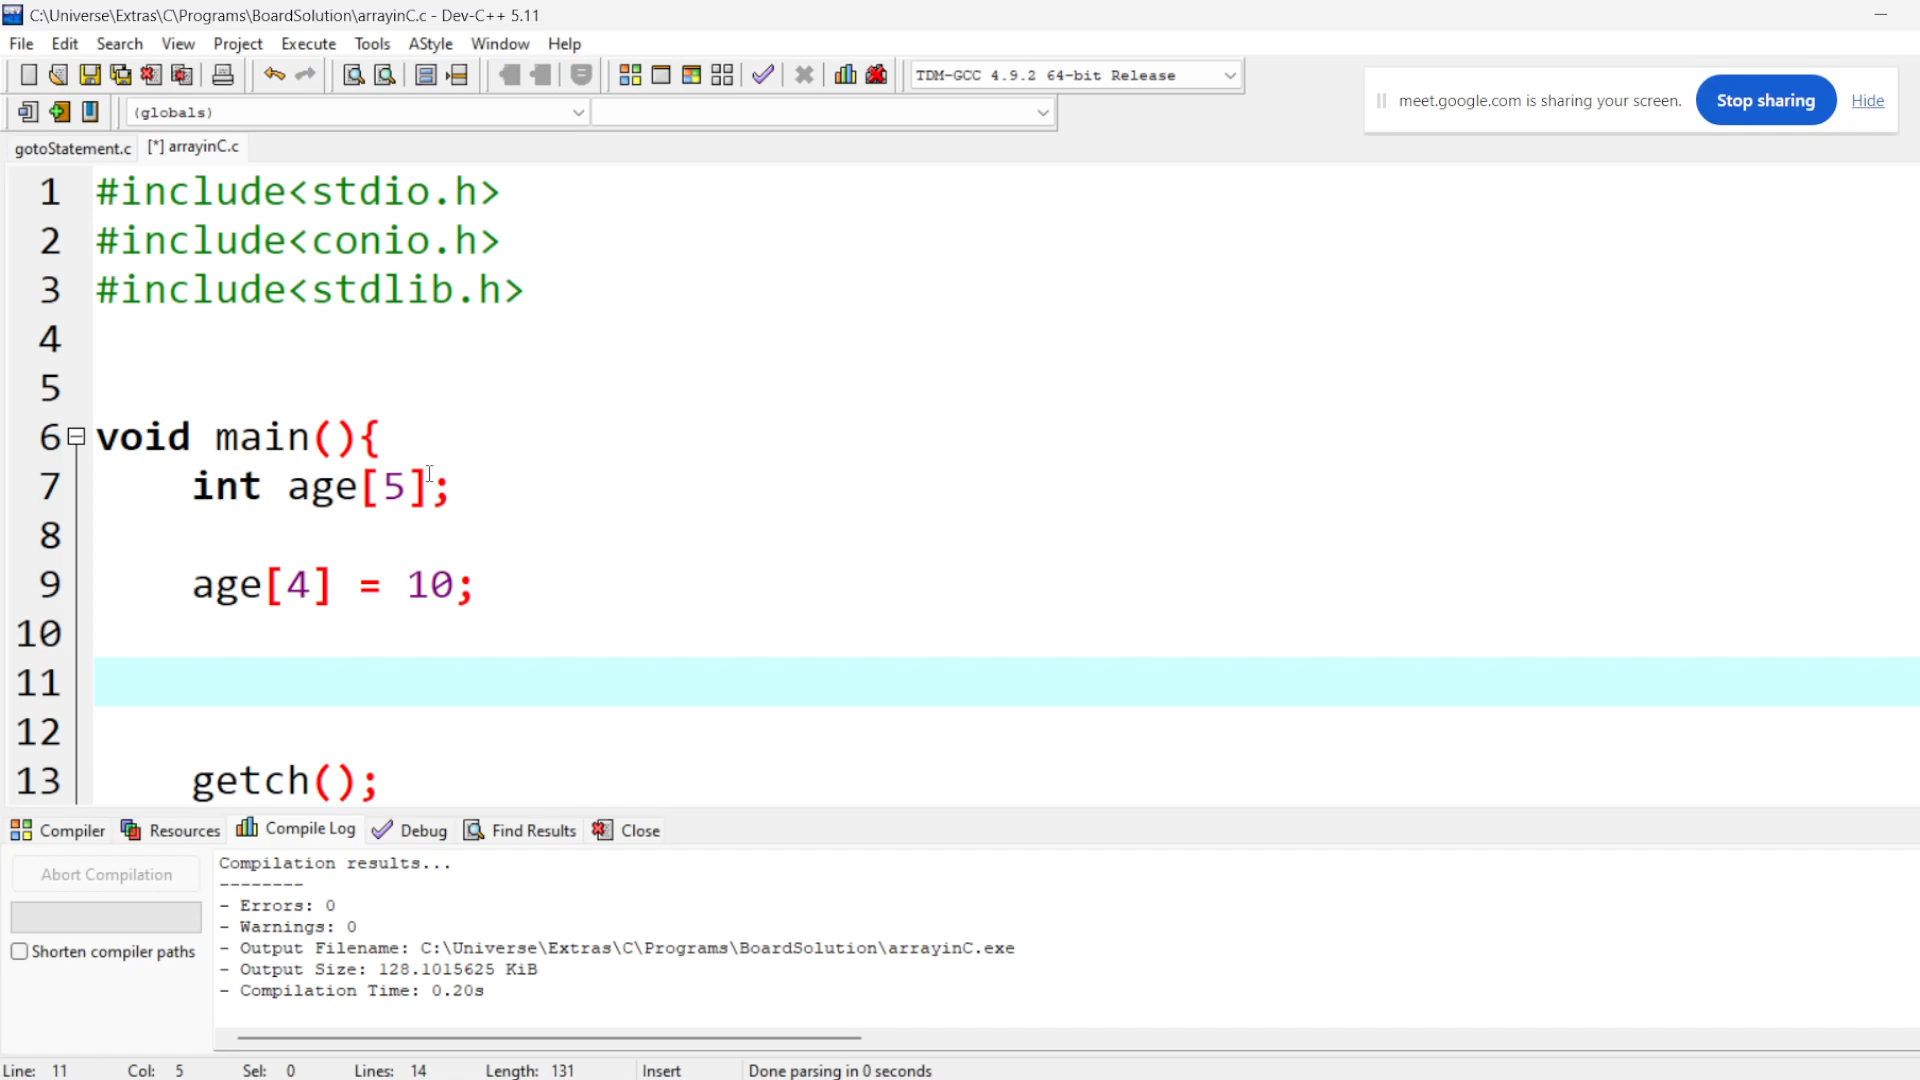 C:\Universe\Extras\C\Programs\BoardSolution\arrayinC.c - Dev-C++ 5.11
File Edit Search View Project Execute Tools AStyle Window Help
TDM-GCC 4.9.2 64-bit Release
meet.google.com is sharing your screen. Stop sharing Hide
(globals)
gotoStatement.c [*] arrayinC.c
1 #include<stdio.h>
2 #include<conio.h>
3 #include<stdlib.h>
4
5
6 void main(){
7 int age[5];
8
9 age[4] = 10;
10
11
12
13 getch();
Compiler Resources Compile Log Debug Find Results Close
Abort Compilation
Shorten compiler paths
Compilation results...
--------
- Errors: 0
- Warnings: 0
- Output Filename: C:\Universe\Extras\C\Programs\BoardSolution\arrayinC.exe
- Output Size: 128.1015625 KiB
- Compilation Time: 0.20s
Line: 11 Col: 5 Sel: 0 Lines: 14 Length: 131 Insert Done parsing in 0 seconds